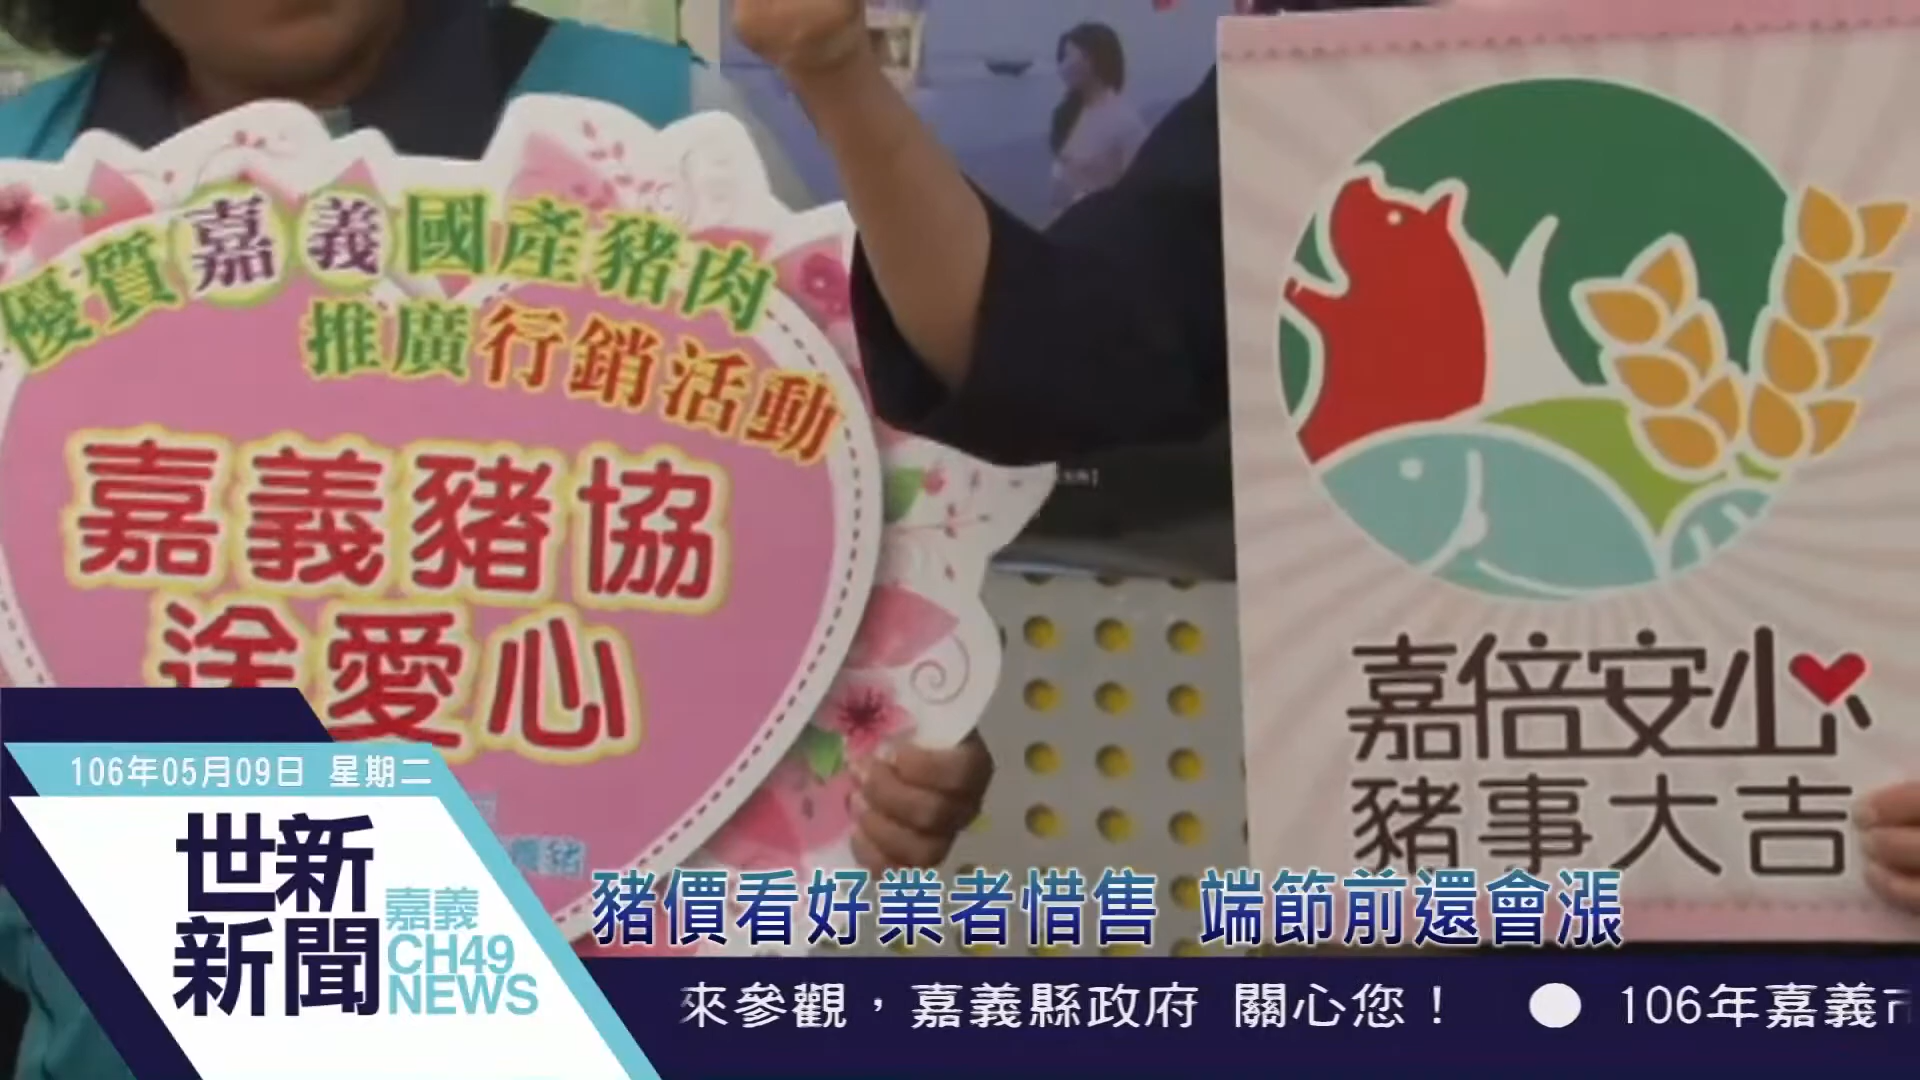 優質嘉義國產豬肉
推廣行銷活動
嘉義豬協
送愛心
嘉倍安心
豬事大吉
106年05月09日 星期二
世新
新聞
嘉義
CH49
NEWS
豬價看好業者惜售 端節前還會漲
來參觀，嘉義縣政府 關心您！ ● 106年嘉義市